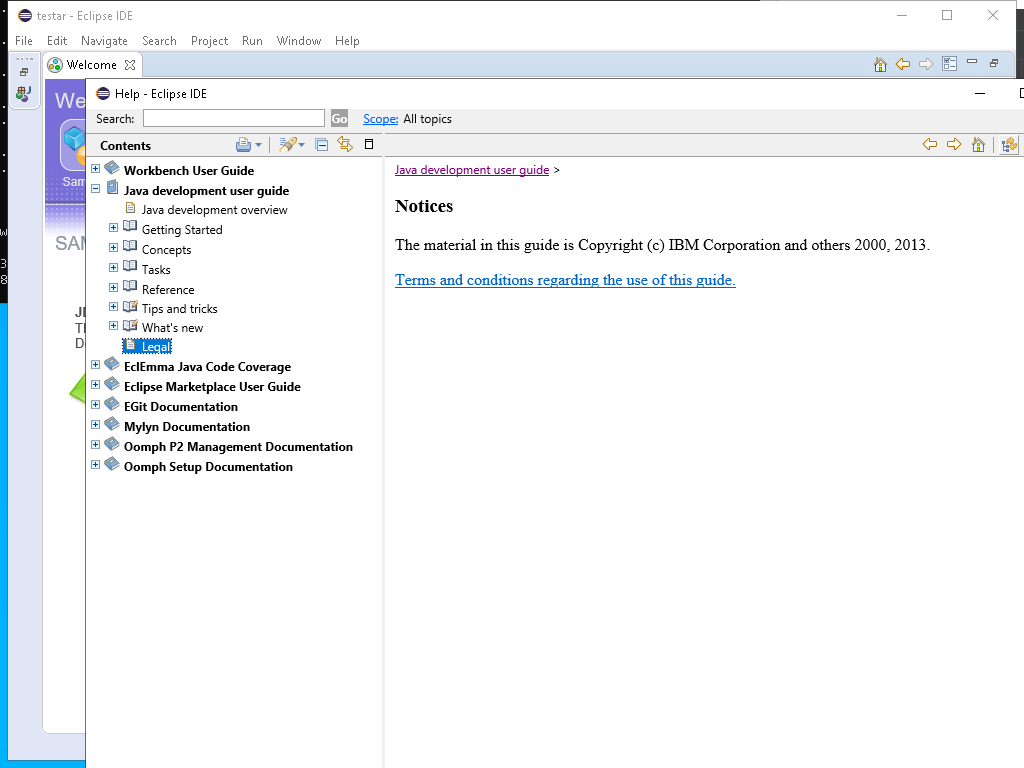 testar - Eclipse IDE
File Edit Navigate Search Project Run Window Help
Welcome
We
Help - Eclipse IDE
Search: Go Scope: All topics
Contents
Workbench User Guide
Java development user guide
Java development overview
Getting Started
Concepts
Tasks
Reference
Tips and tricks
What's new
Legal
EclEmma Java Code Coverage
Eclipse Marketplace User Guide
EGit Documentation
Mylyn Documentation
Oomph P2 Management Documentation
Oomph Setup Documentation
Java development user guide >
Notices
The material in this guide is Copyright (c) IBM Corporation and others 2000, 2013.
Terms and conditions regarding the use of this guide.
Sam
SAM